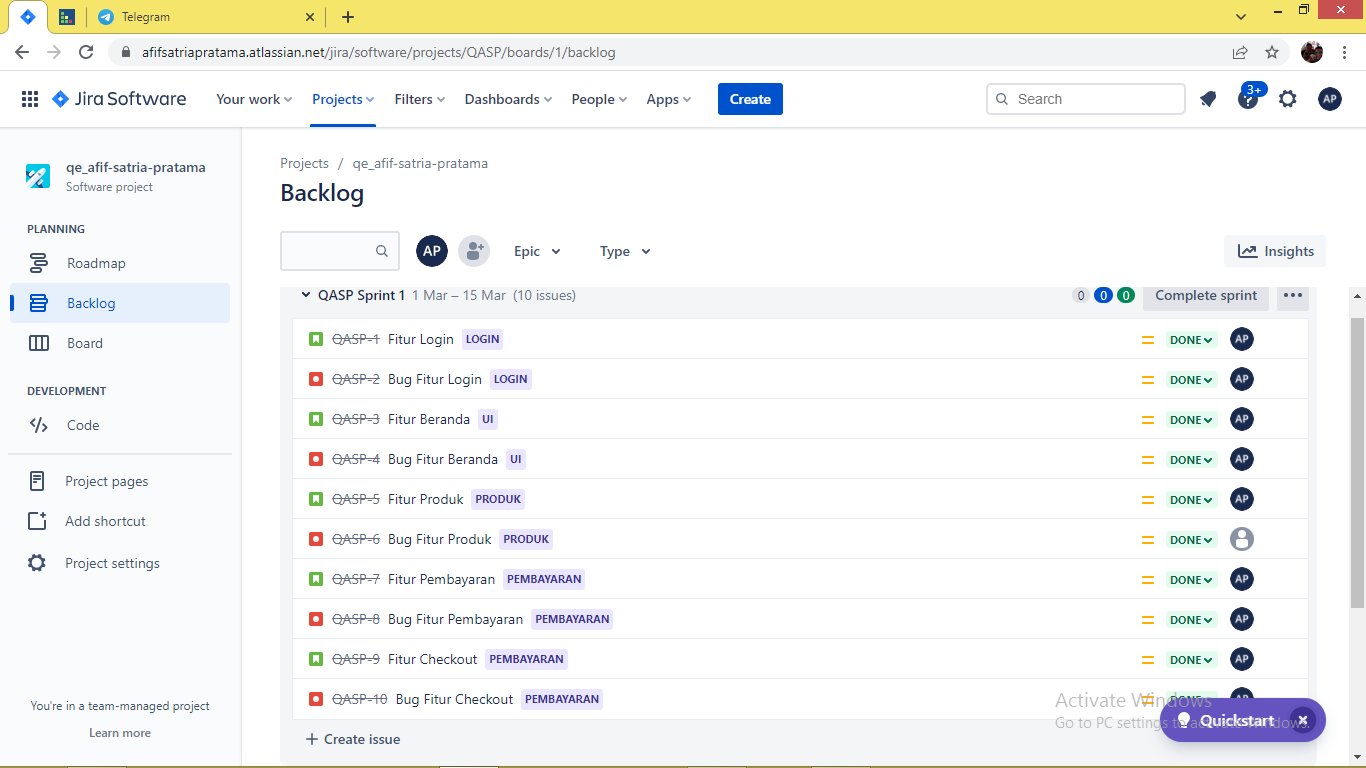 Telegram
afifsatriapratama.atlassian.net/jira/software/projects/QASP/boards/1/backlog
Jira Software Your work Projects Filters Dashboards People Apps Create Search 3+ AP
qe_afif-satria-pratama
Software project
PLANNING
Roadmap
Backlog
Board
DEVELOPMENT
Code
Project pages
Add shortcut
Project settings
You're in a team-managed project
Learn more
Projects / qe_afif-satria-pratama
Backlog
AP Epic Type Insights
QASP Sprint 1 1 Mar – 15 Mar (10 issues) 0 0 0 Complete sprint
QASP-1 Fitur Login LOGIN DONE AP
QASP-2 Bug Fitur Login LOGIN DONE AP
QASP-3 Fitur Beranda UI DONE AP
QASP-4 Bug Fitur Beranda UI DONE AP
QASP-5 Fitur Produk PRODUK DONE AP
QASP-6 Bug Fitur Produk PRODUK DONE
QASP-7 Fitur Pembayaran PEMBAYARAN DONE AP
QASP-8 Bug Fitur Pembayaran PEMBAYARAN DONE AP
QASP-9 Fitur Checkout PEMBAYARAN DONE AP
QASP-10 Bug Fitur Checkout PEMBAYARAN DONE AP
+ Create issue
Activate Windows
Go to PC settings to activate Windows.
Quickstart